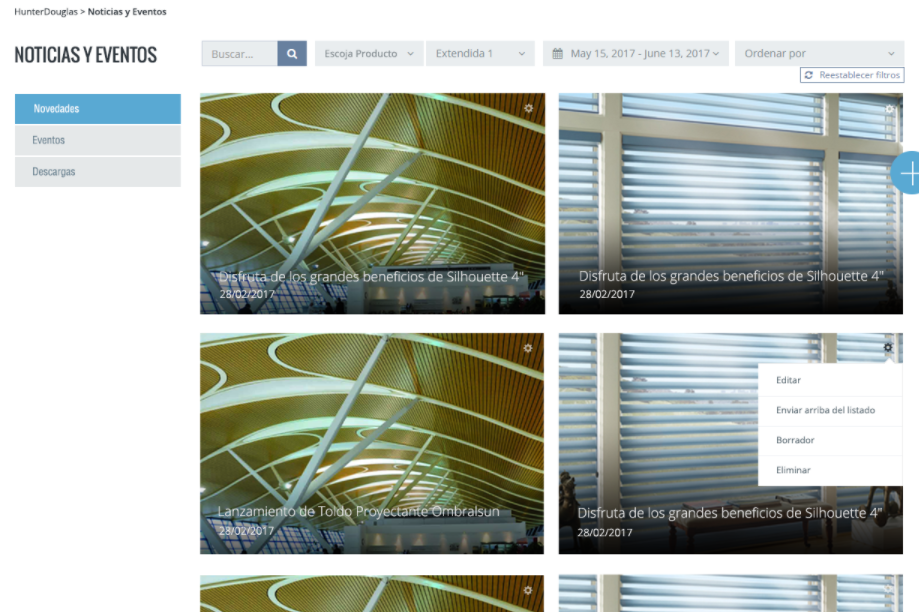 HunterDouglas > Noticias y Eventos
NOTICIAS Y EVENTOS
Buscar...
Escoja Producto
Extendida 1
May 15, 2017 - June 13, 2017
Ordenar por
Reestablecer filtros
Novedades
Eventos
Descargas
Disfruta de los grandes beneficios de Silhouette 4"
28/02/2017
Disfruta de los grandes beneficios de Silhouette 4"
28/02/2017
Editar
Enviar arriba del listado
Borrador
Eliminar
Lanzamiento de Toldo Proyectante Ombralsun
28/02/2017
Disfruta de los grandes beneficios de Silhouette 4"
28/02/2017